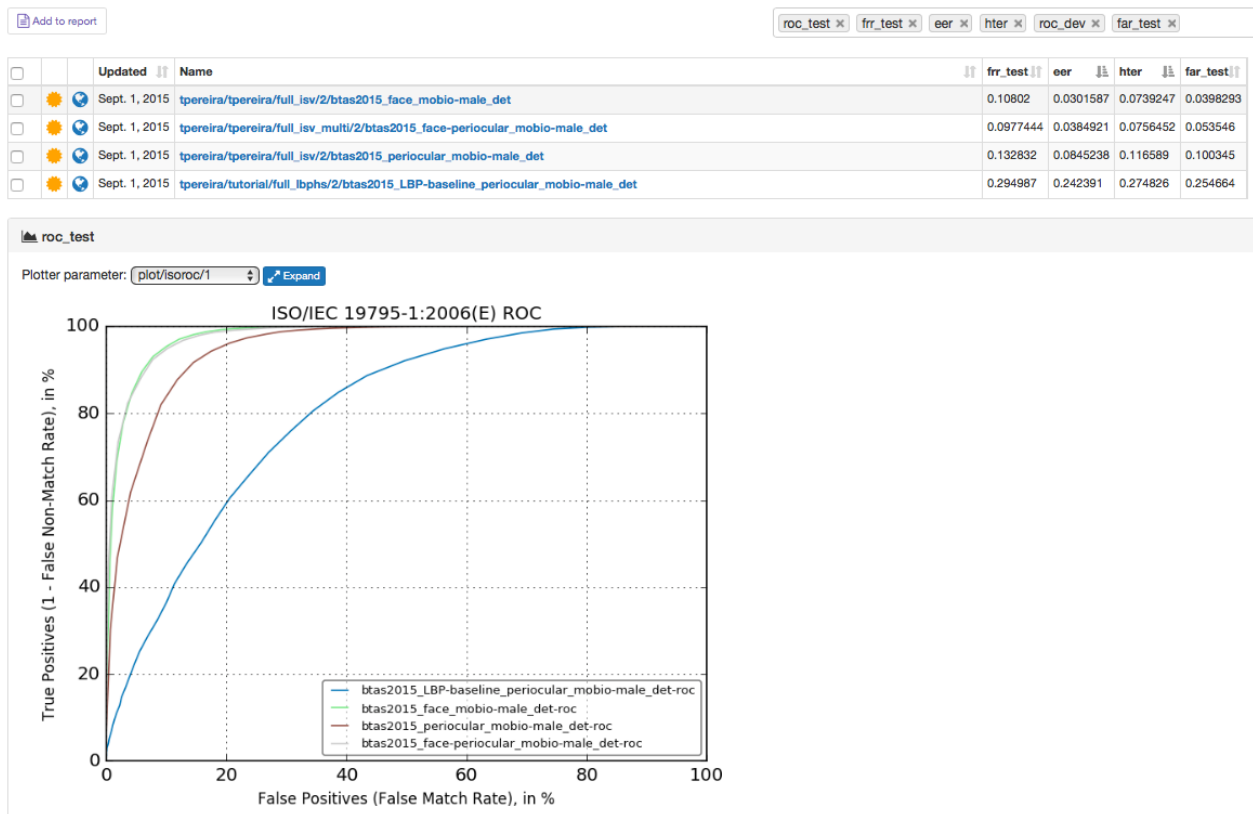 Add to report
roc_test × frr_test × eer × hter × roc_dev × far_test ×
Updated Name frr_test eer hter far_test
Sept. 1, 2015 tpereira/tpereira/full_isv/2/btas2015_face_mobio-male_det 0.10802 0.0301587 0.0739247 0.0398293
Sept. 1, 2015 tpereira/tpereira/full_isv_multi/2/btas2015_face-periocular_mobio-male_det 0.0977444 0.0384921 0.0756452 0.053546
Sept. 1, 2015 tpereira/tpereira/full_isv/2/btas2015_periocular_mobio-male_det 0.132832 0.0845238 0.116589 0.100345
Sept. 1, 2015 tpereira/tutorial/full_lbphs/2/btas2015_LBP-baseline_periocular_mobio-male_det 0.294987 0.242391 0.274826 0.254664
roc_test
Plotter parameter: plot/isoroc/1 Expand
ISO/IEC 19795-1:2006(E) ROC
True Positives (1 - False Non-Match Rate), in %
100
80
60
40
20
0
btas2015_LBP-baseline_periocular_mobio-male_det-roc
btas2015_face_mobio-male_det-roc
btas2015_periocular_mobio-male_det-roc
btas2015_face-periocular_mobio-male_det-roc
0 20 40 60 80 100
False Positives (False Match Rate), in %